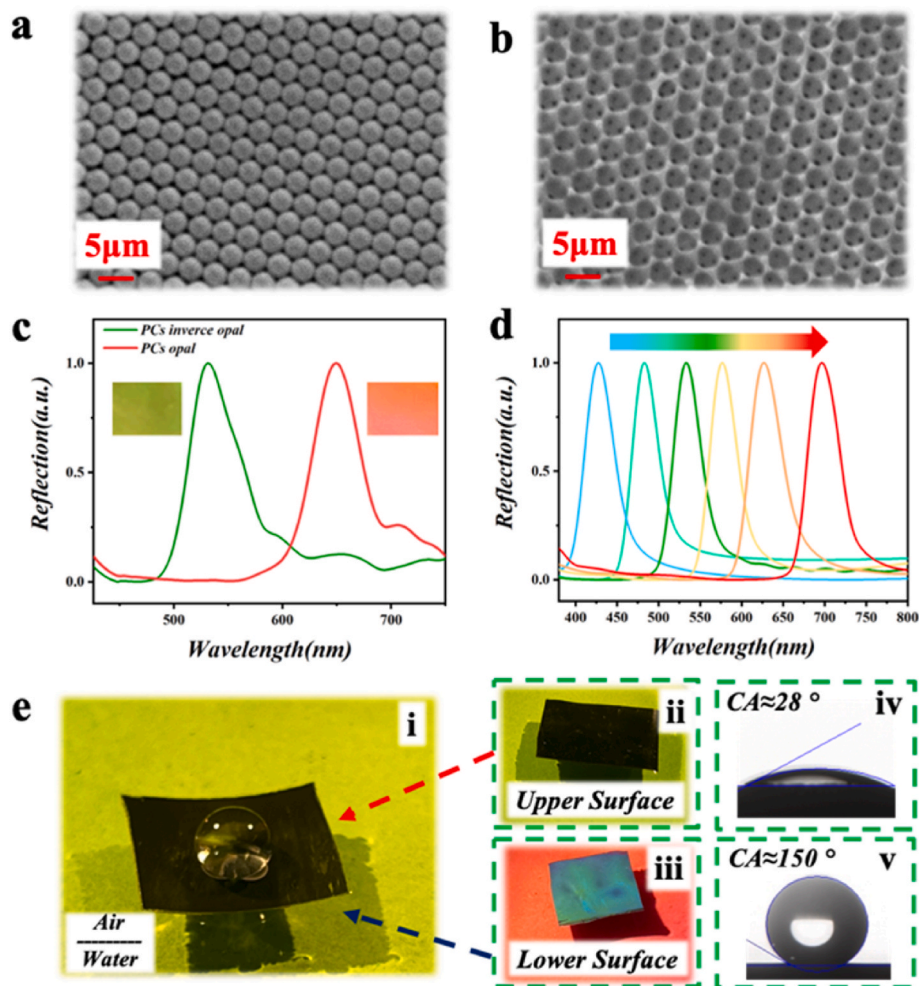 a
5μm
b
5μm
c
PCs inverce opal
PCs opal
1.0
0.5
0.0
Reflection(a.u.)
500
600
700
Wavelength(nm)
d
1.0
0.5
0.0
Reflection(a.u.)
400
450
500
550
600
650
700
750
800
Wavelength(nm)
e
i
Air
Water
ii
Upper Surface
iii
Lower Surface
CA≈28 °
iv
CA≈150 °
v